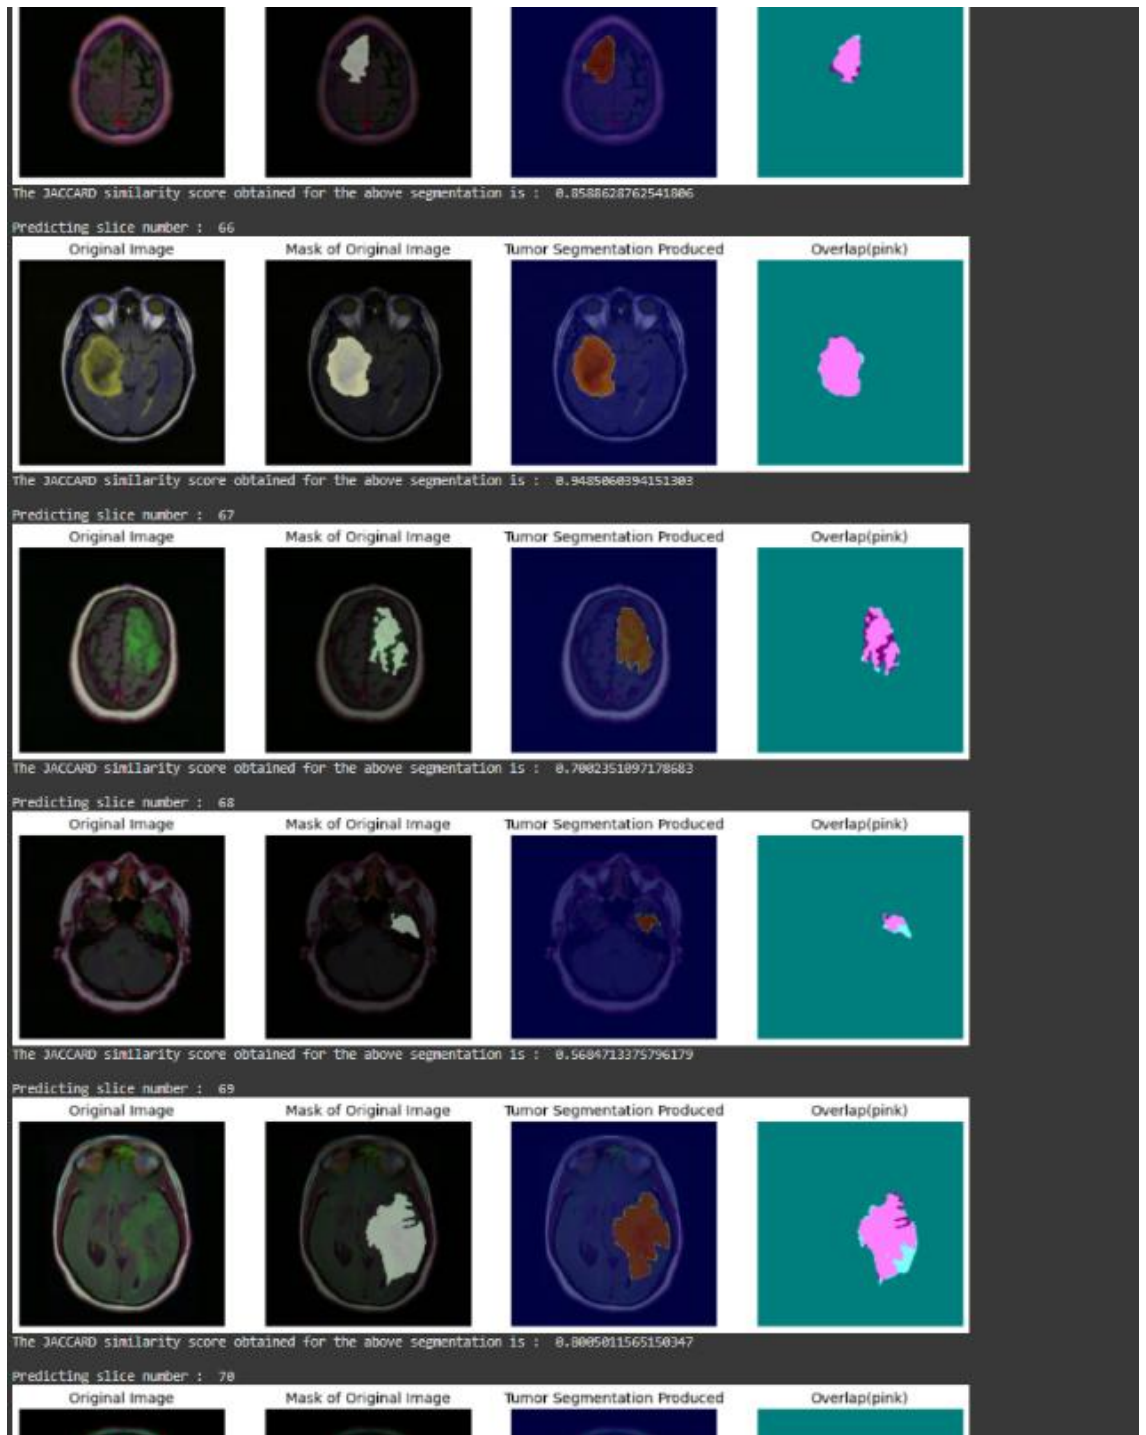 The JACCARD similarity score obtained for the above segmentation is : 0.8588628762541806
Predicting slice number : 66
Original Image Mask of Original Image Tumor Segmentation Produced Overlap(pink)
The JACCARD similarity score obtained for the above segmentation is : 0.9485060394151303
Predicting slice number : 67
Original Image Mask of Original Image Tumor Segmentation Produced Overlap(pink)
The JACCARD similarity score obtained for the above segmentation is : 0.7002351097178683
Predicting slice number : 68
Original Image Mask of Original Image Tumor Segmentation Produced Overlap(pink)
The JACCARD similarity score obtained for the above segmentation is : 0.5684713375796179
Predicting slice number : 69
Original Image Mask of Original Image Tumor Segmentation Produced Overlap(pink)
The JACCARD similarity score obtained for the above segmentation is : 0.8005011565150347
Predicting slice number : 70
Original Image Mask of Original Image Tumor Segmentation Produced Overlap(pink)